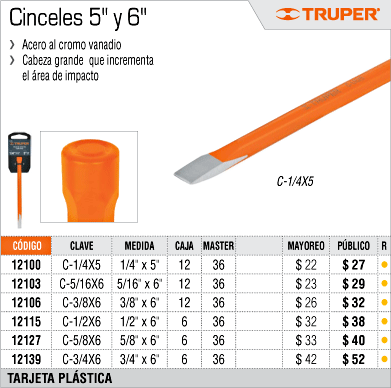 Cinceles 5" y 6"
TRUPER®
> Acero al cromo vanadio
> Cabeza grande que incrementa
el área de impacto
TRUPER
C-1/4X5
CÓDIGO CLAVE MEDIDA CAJA MASTER MAYOREO PÚBLICO R
12100 C-1/4X5 1/4" x 5" 12 36 $ 22 $ 27
12103 C-5/16X6 5/16" x 6" 12 36 $ 23 $ 29
12106 C-3/8X6 3/8" x 6" 12 36 $ 26 $ 32
12115 C-1/2X6 1/2" x 6" 6 36 $ 32 $ 38
12127 C-5/8X6 5/8" x 6" 6 36 $ 33 $ 40
12139 C-3/4X6 3/4" x 6" 6 36 $ 42 $ 52
TARJETA PLÁSTICA